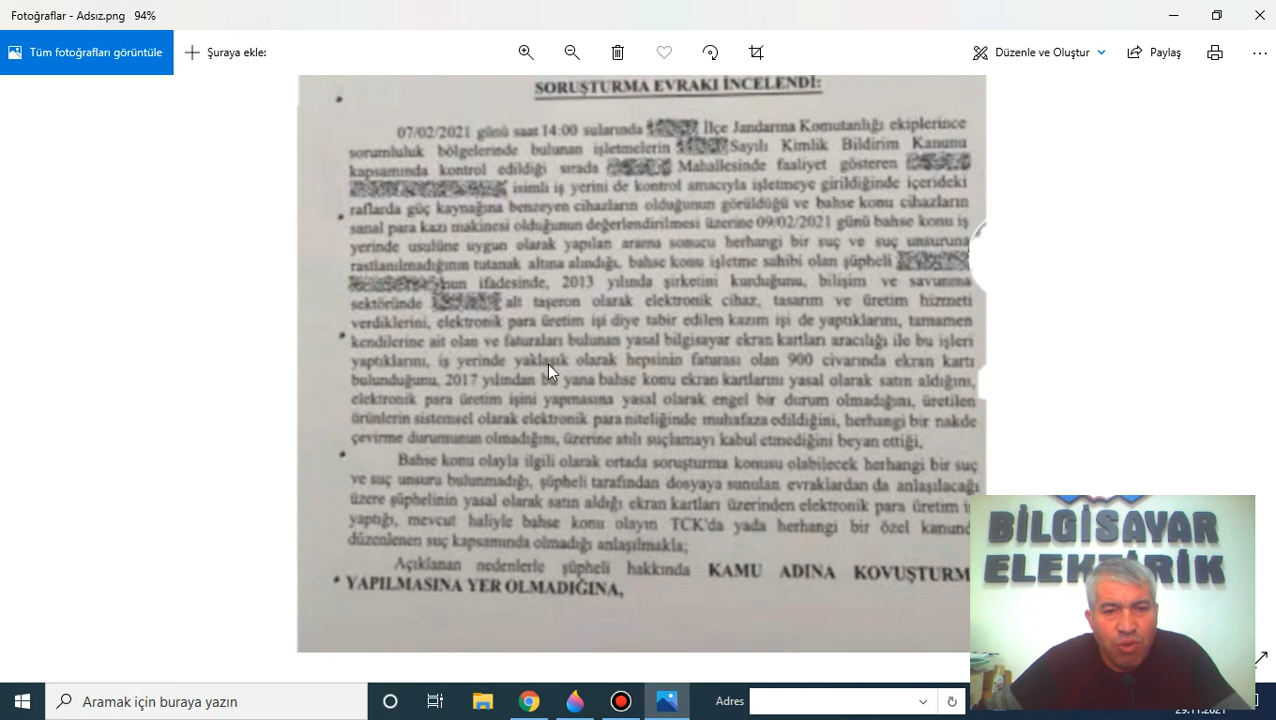 Fotoğraflar - Adsız.png   94%
Tüm fotoğrafları görüntüle
Şuraya ekle:
Düzenle ve Oluştur
Paylaş
SORUŞTURMA EVRAKI İNCELENDİ:
07/02/2021 günü saat 14:00 sularında İlçe Jandarma Komutanlığı ekiplerince
sorumluluk bölgelerinde bulunan işletmelerin Sayılı Kimlik Bildirim Kanunu
kapsamında kontrol edildiği sırada Mahallesinde faaliyet gösteren
isimli iş yerini de kontrol amacıyla işletmeye girildiğinde içerideki
raflarda güç kaynağına benzeyen cihazların olduğunun görüldüğü ve bahse konu cihazların
sanal para kazı makinesi olduğunun değerlendirilmesi üzerine 09/02/2021 günü bahse konu iş
yerinde usulüne uygun olarak yapılan arama sonucu herhangi bir suç ve suç unsuruna
rastlanılmadığının tutanak altına alındığı, bahse konu işletme sahibi olan şüpheli
ifadesinde, 2013 yılında şirketini kurduğunu, bilişim ve savunma
sektöründe alt taşeron olarak elektronik cihaz, tasarım ve üretim hizmeti
verdiklerini, elektronik para üretim işi diye tabir edilen kazım işi de yaptıklarını, tamamen
kendilerine ait olan ve faturaları bulunan yasal bilgisayar ekran kartları aracılığı ile bu işleri
yaptıklarını, iş yerinde yaklaşık olarak hepsinin faturası olan 900 civarında ekran kartı
bulunduğunu, 2017 yılından yana bahse konu ekran kartlarını yasal olarak satın aldığını,
elektronik para üretim işini yapmasına yasal olarak engel bir durum olmadığını, üretilen
ürünlerin sistemsel olarak elektronik para niteliğinde muhafaza edildiğini, herhangi bir nakde
çevirme durumunun olmadığını, üzerine atılı suçlamayı kabul etmediğini beyan ettiği,
Bahse konu olayla ilgili olarak ortada soruşturma konusu olabilecek herhangi bir suç
ve suç unsuru bulunmadığı, şüpheli tarafından dosyaya sunulan evraklardan da anlaşılacağı
üzere şüphelinin yasal olarak satın aldığı ekran kartları üzerinden elektronik para üretim i
yaptığı, mevcut haliyle bahse konu olayın TCK'da yada herhangi bir özel kanund
düzenlenen suç kapsamında olmadığı anlaşılmakla;
Açıklanan nedenlerle şüpheli hakkında KAMU ADINA KOVUŞTURM
YAPILMASINA YER OLMADIĞINA,
BİLGİSAYAR
ELEKTRİK
Aramak için buraya yazın
Adres
29.11.2021